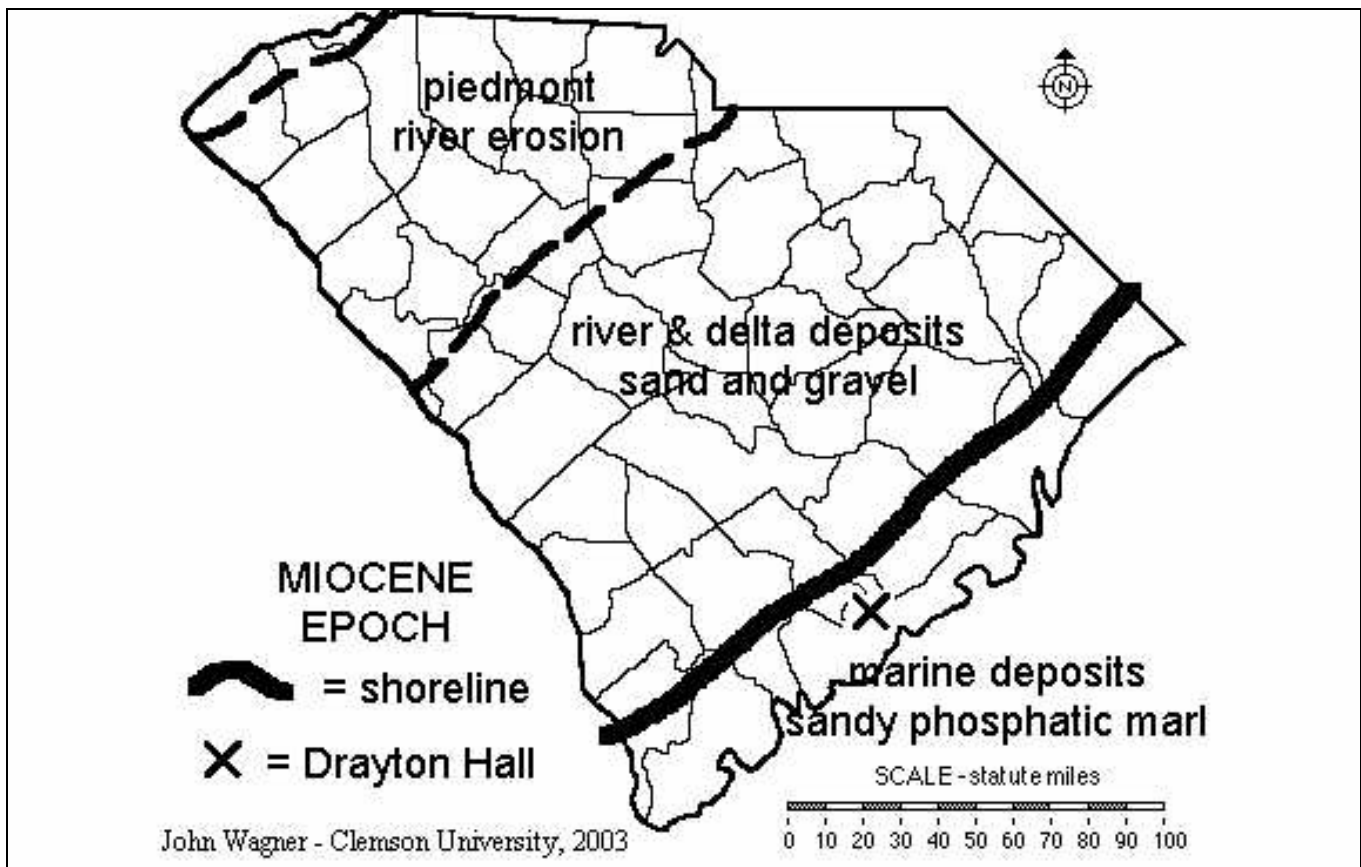 piedmont
river erosion
N
river & delta deposits
sand and gravel
MIOCENE
EPOCH
= shoreline
= Drayton Hall
marine deposits
sandy phosphatic marl
SCALE - statute miles
0 10 20 30 40 50 60 70 80 90 100
John Wagner - Clemson University, 2003